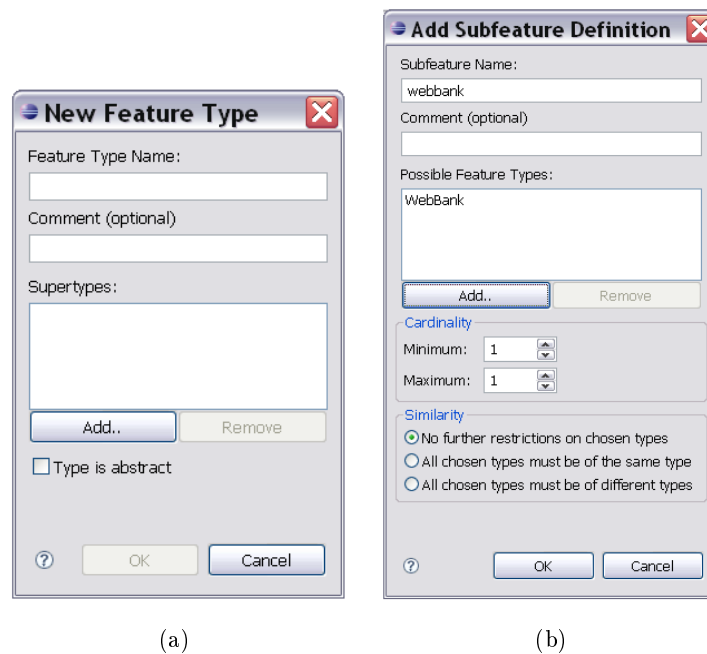 New Feature Type
Feature Type Name:
Comment (optional)
Supertypes:
Add..
Remove
Type is abstract
?
OK
Cancel
(a)
Add Subfeature Definition
Subfeature Name:
webbank
Comment (optional)
Possible Feature Types:
WebBank
Add..
Remove
Cardinality
Minimum: 1
Maximum: 1
Similarity
No further restrictions on chosen types
All chosen types must be of the same type
All chosen types must be of different types
?
OK
Cancel
(b)